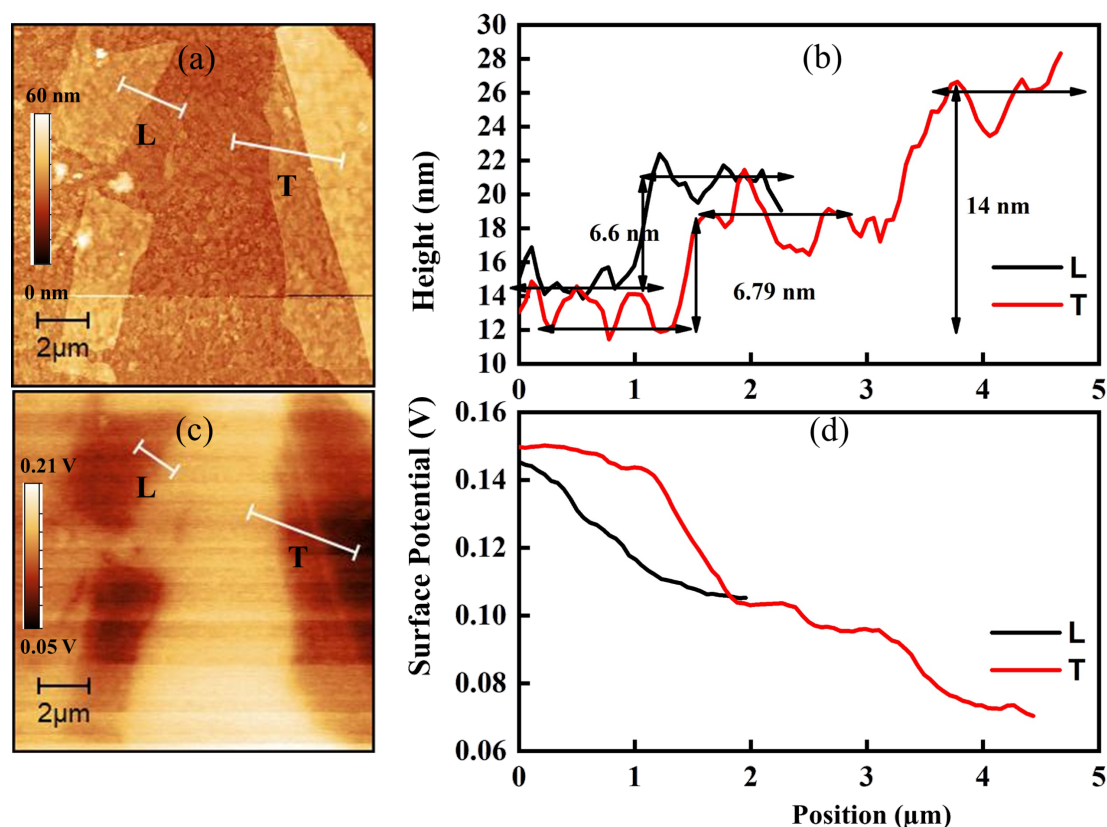 (a)
60 nm
L
T
0 nm
2µm
(b)
Height (nm)
30
28
26
24
22
20
18
16
14
12
10
6.6 nm
6.79 nm
14 nm
L
T
0
1
2
3
4
5
(c)
0.21 V
L
T
0.05 V
2µm
(d)
Surface Potential (V)
0.16
0.14
0.12
0.10
0.08
0.06
L
T
0
1
2
3
4
5
Position (µm)